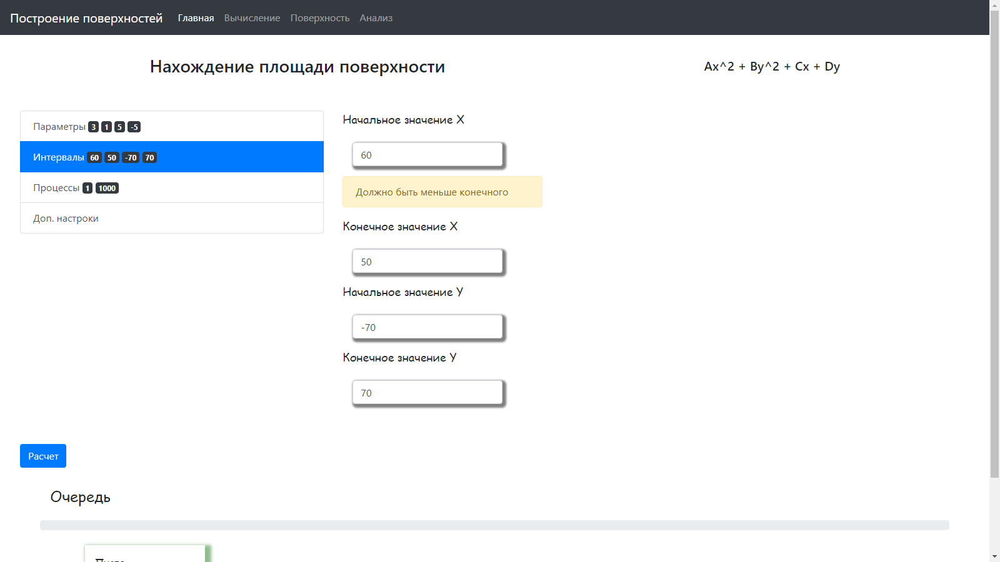 Построение поверхностей Главная Вычисление Поверхность Анализ
Нахождение площади поверхности
Ax^2 + By^2 + Cx + Dy
Параметры 3 1 5 -5
Интервалы 60 50 -70 70
Процессы 1 1000
Доп. настроки
Начальное значение X
60
Должно быть меньше конечного
Конечное значение X
50
Начальное значение Y
-70
Конечное значение Y
70
Расчет
Очередь